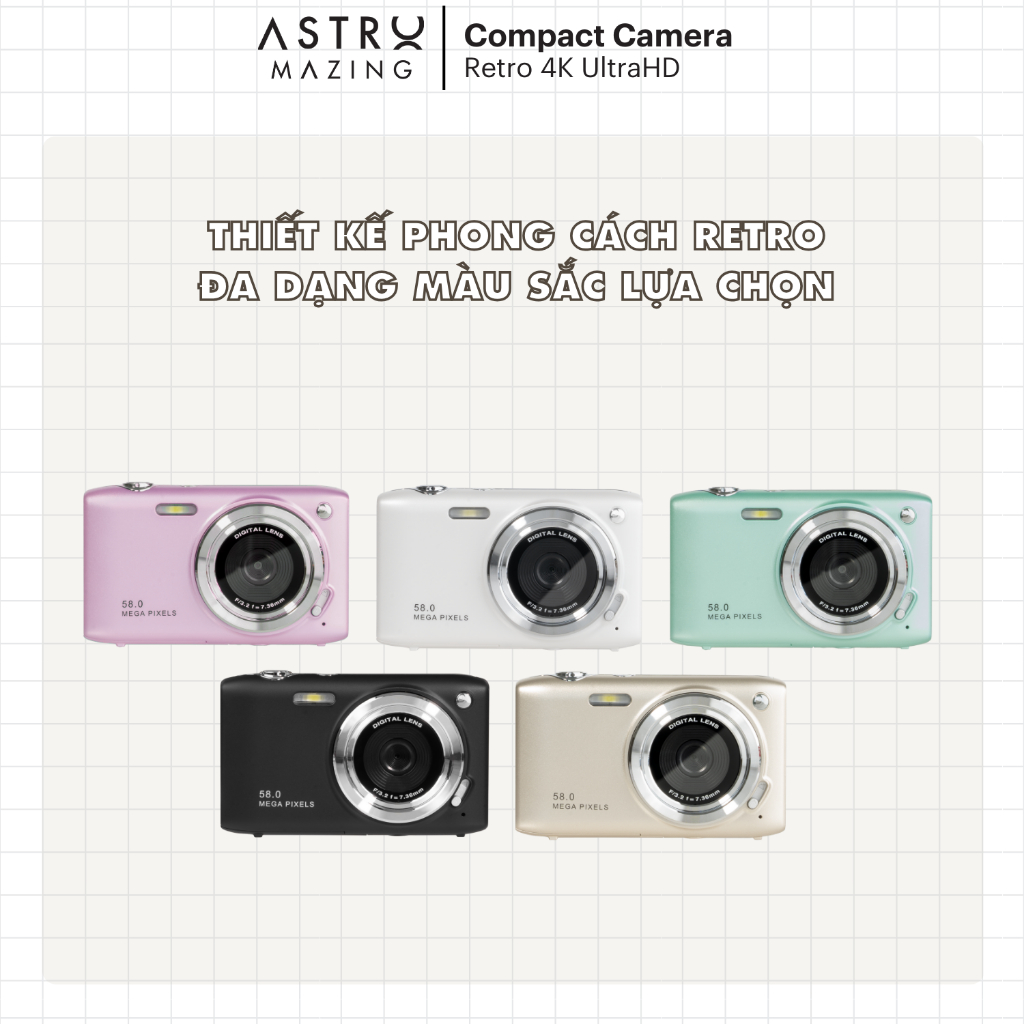 ASTRO
MAZING
Compact Camera
Retro 4K UltraHD
THIẾT KẾ PHONG CÁCH RETRO
ĐA DẠNG MÀU SẮC LỰA CHỌN
DIGITAL LENS
F/3.2 f=7.36mm
58.0
MEGA PIXELS
DIGITAL LENS
F/3.2 f=7.36mm
58.0
MEGA PIXELS
DIGITAL LENS
F/3.2 f=7.36mm
58.0
MEGA PIXELS
DIGITAL LENS
F/3.2 f=7.36mm
58.0
MEGA PIXELS
DIGITAL LENS
F/3.2 f=7.36mm
58.0
MEGA PIXELS